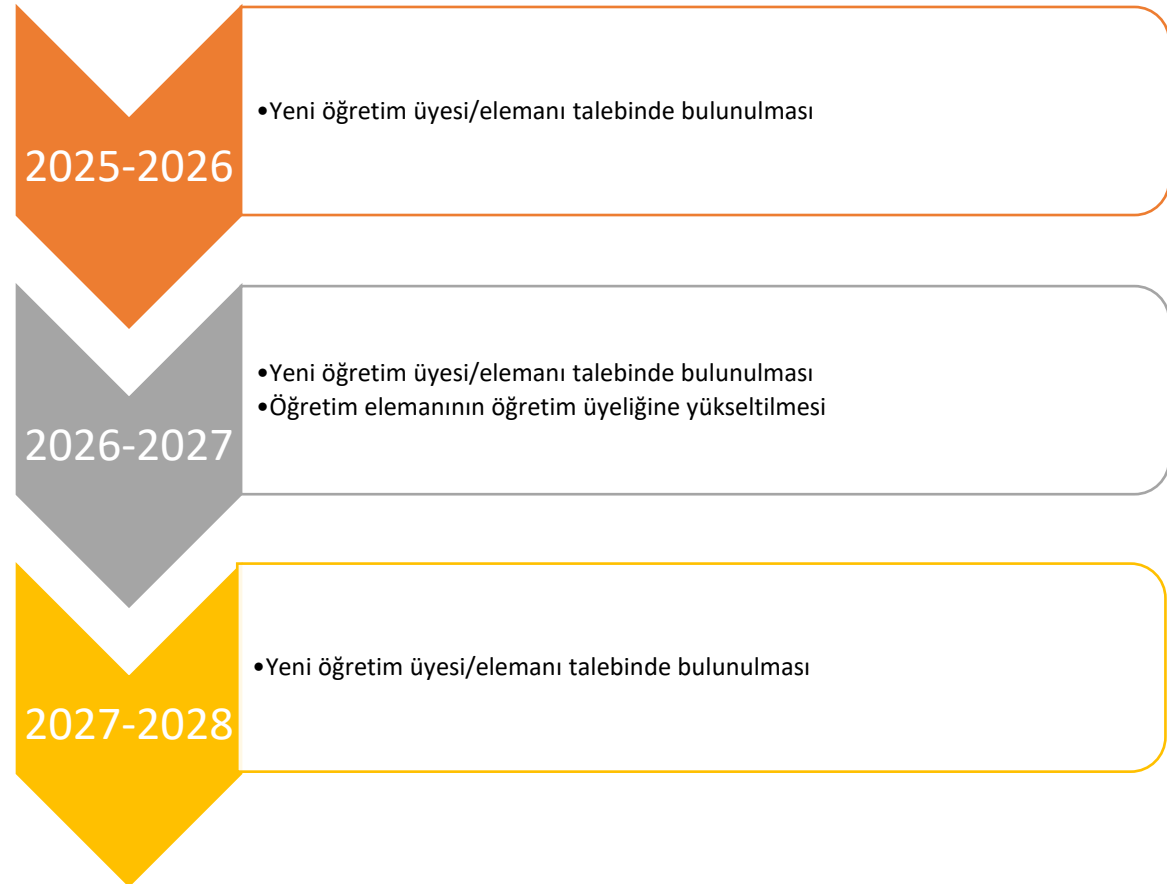 2025-2026
•Yeni öğretim üyesi/elemanı talebinde bulunulması
2026-2027
•Yeni öğretim üyesi/elemanı talebinde bulunulması
•Öğretim elemanının öğretim üyeliğine yükseltilmesi
2027-2028
•Yeni öğretim üyesi/elemanı talebinde bulunulması